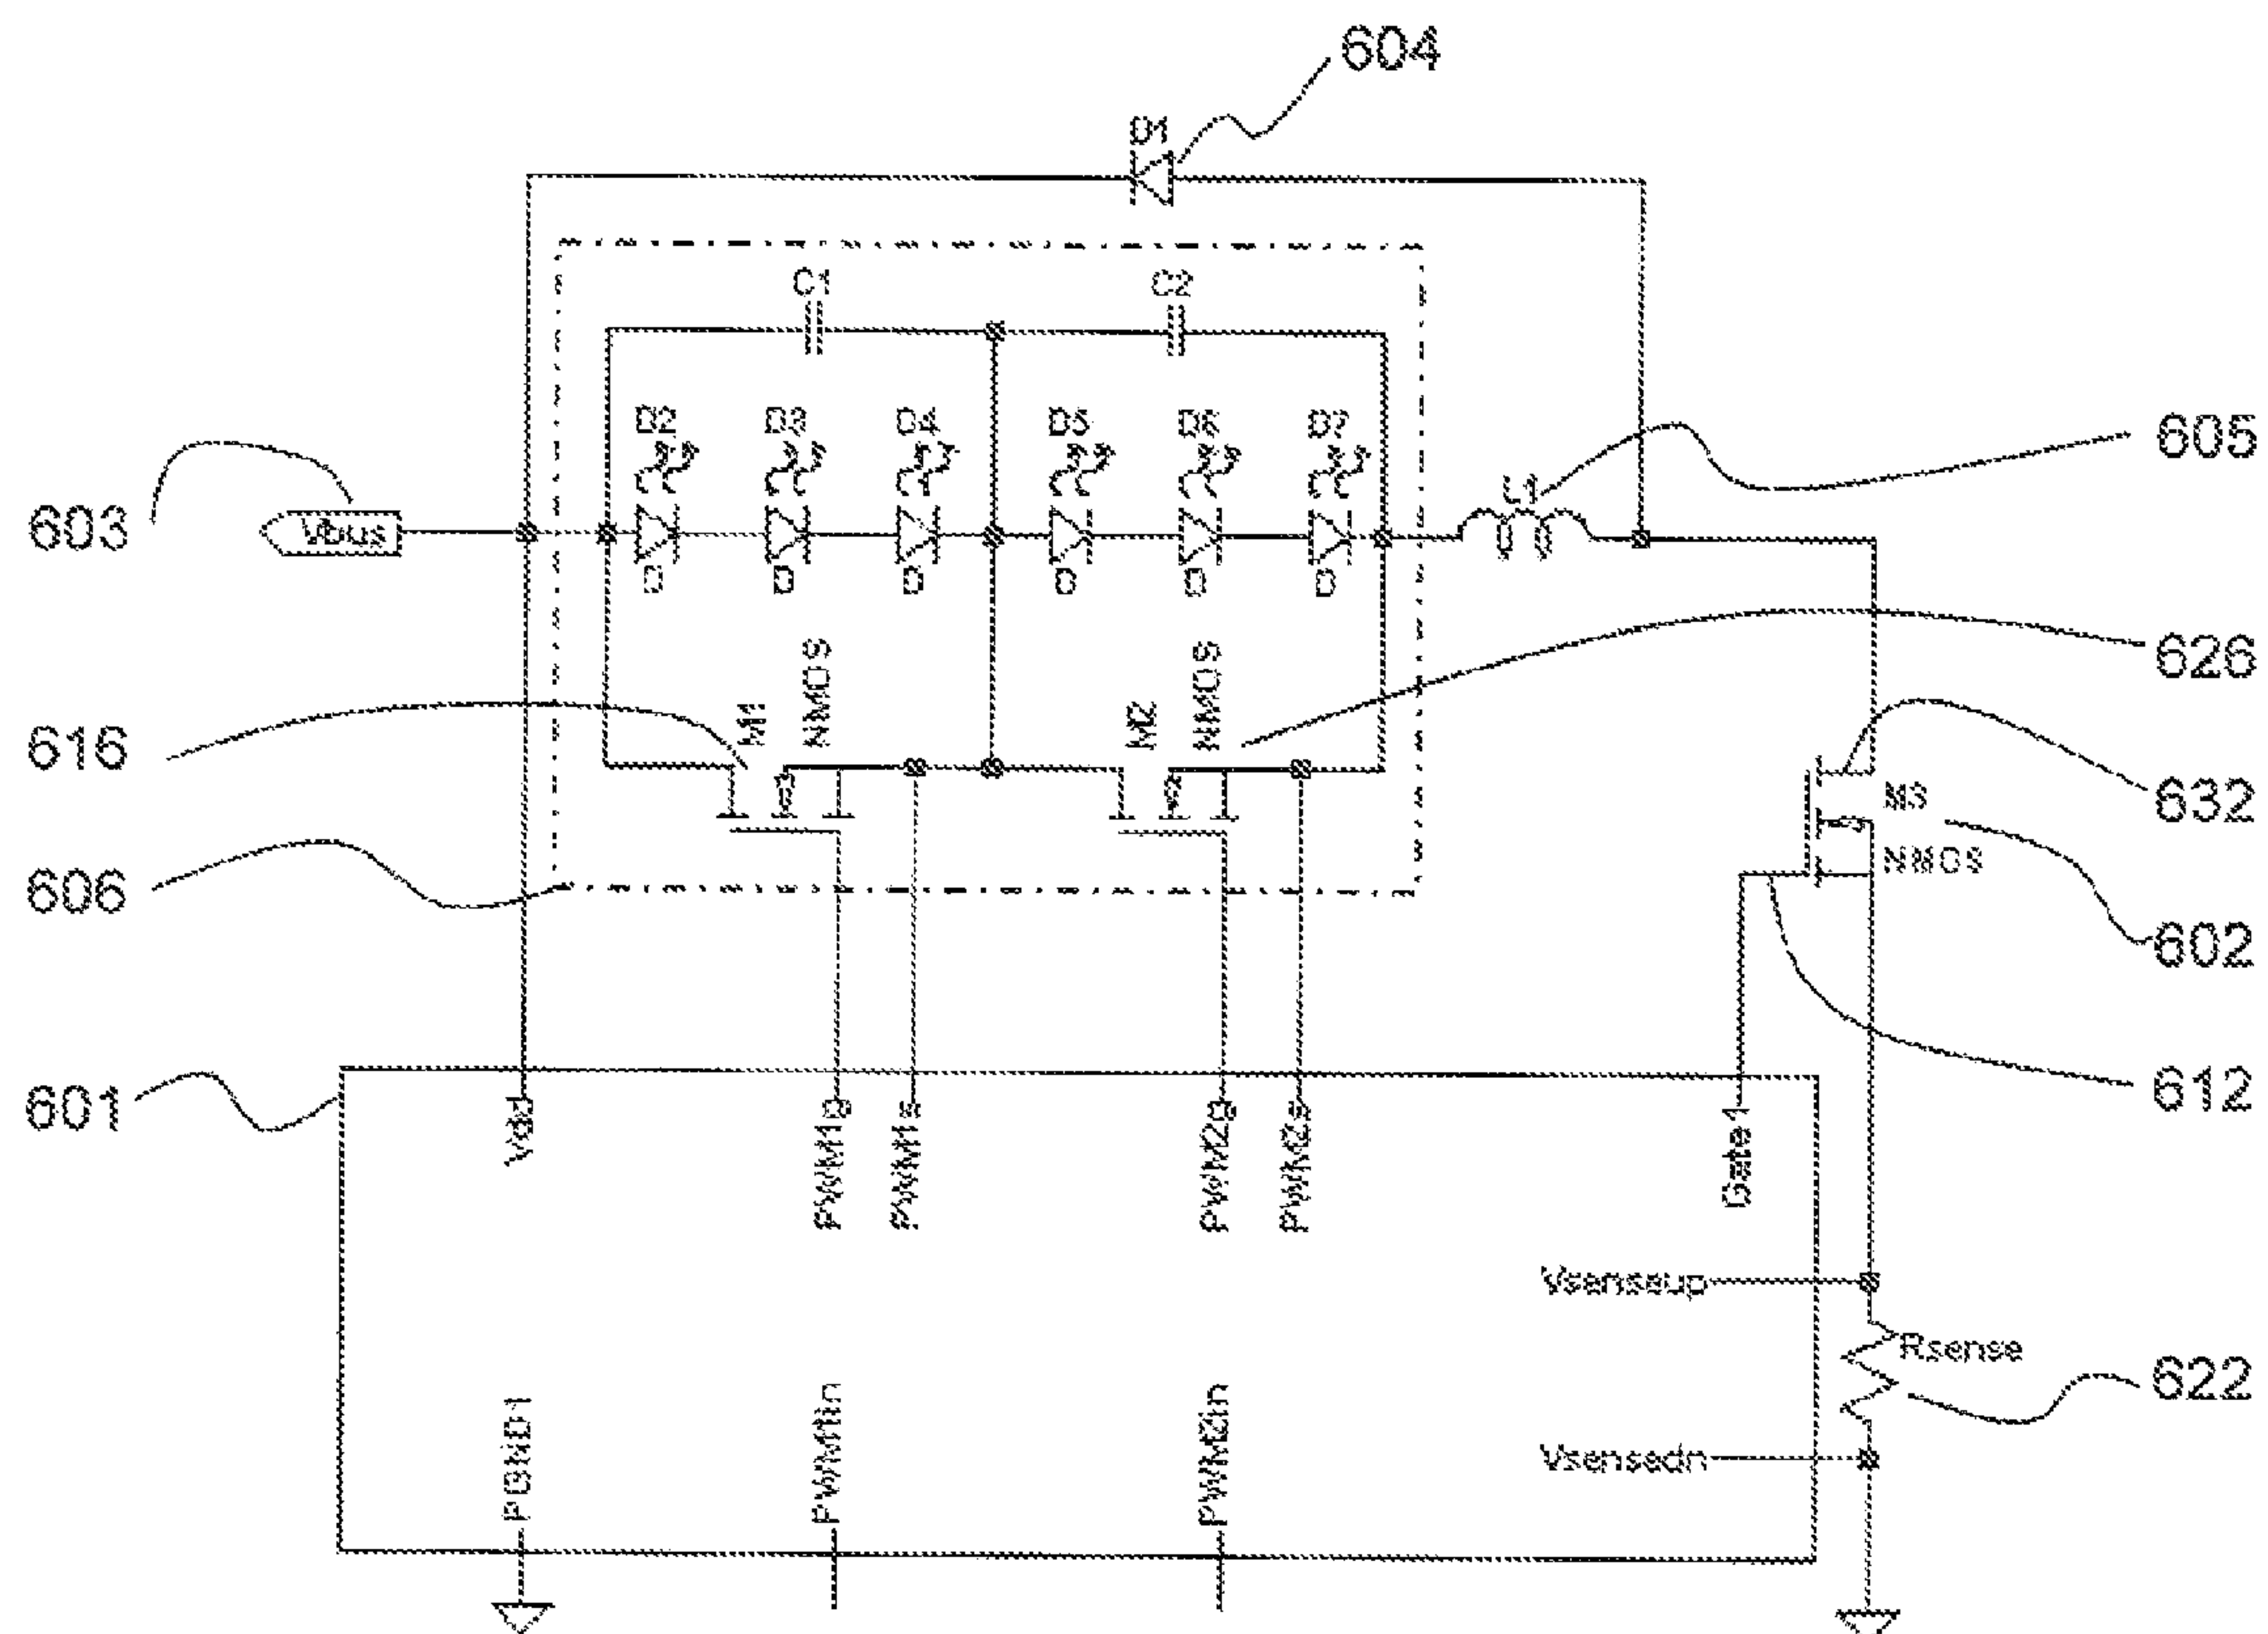 604
D1
C1
C2
D2
D3
D4
D5
D6
D7
605
L1
603
Vbus
D
D
D
D
D
D
626
616
M1
NMOS
M2
NMOS
632
M3
606
NMOS
602
601
612
Vdd
PWM1g
PWM1s
PWM2g
PWM2s
Gate1
Vsenseup
Rsense
622
PGND1
PWM1in
PWM2in
Vsensedn